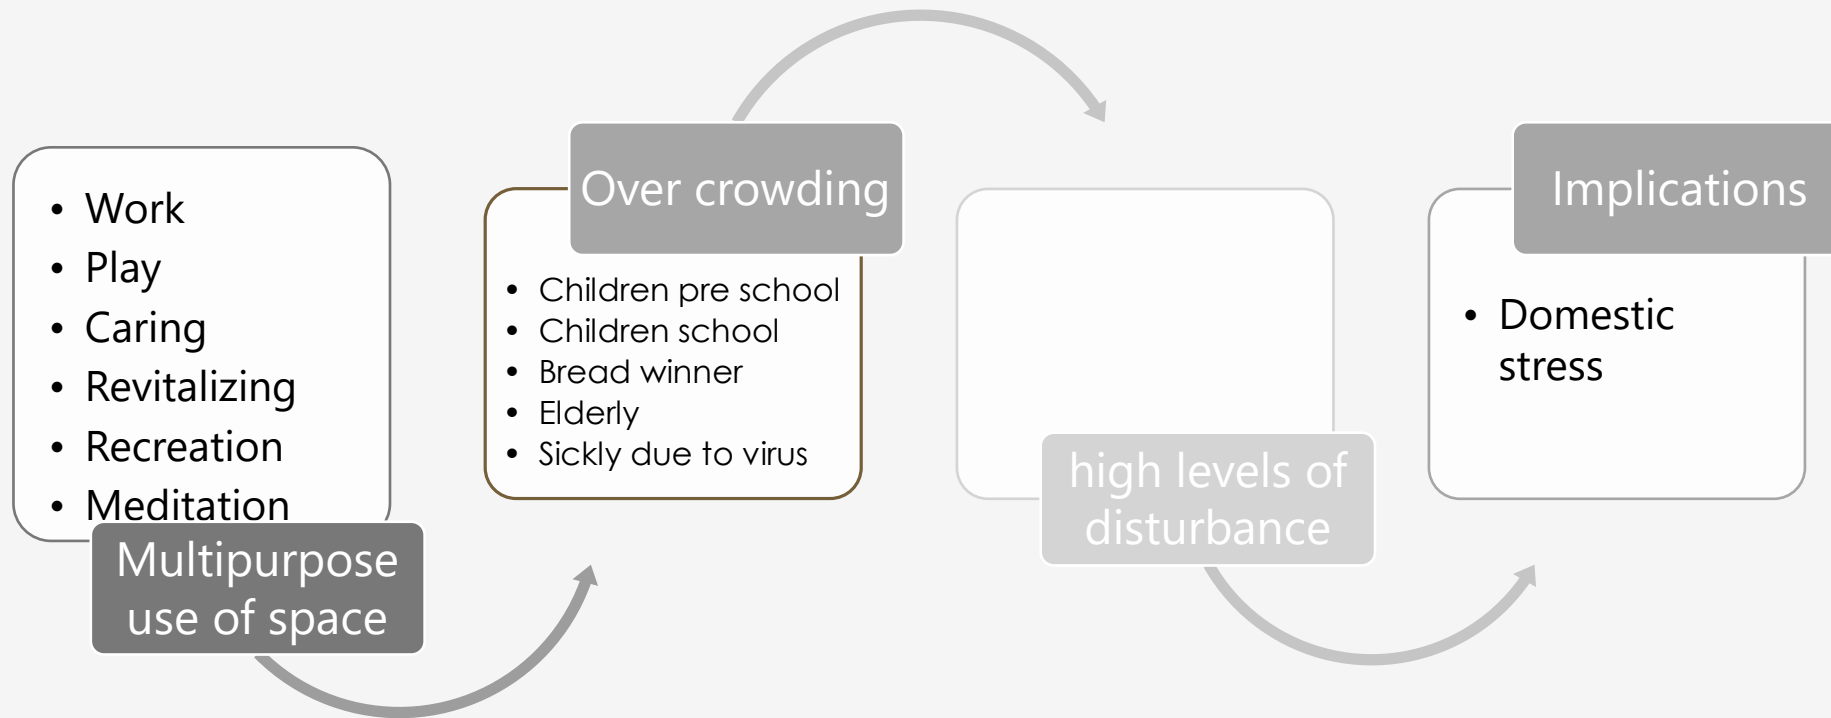 • Work
• Play
• Caring
• Revitalizing
• Recreation
• Meditation
Multipurpose
use of space
Over crowding
• Children pre school
• Children school
• Bread winner
• Elderly
• Sickly due to virus
high levels of
disturbance
Implications
• Domestic
stress